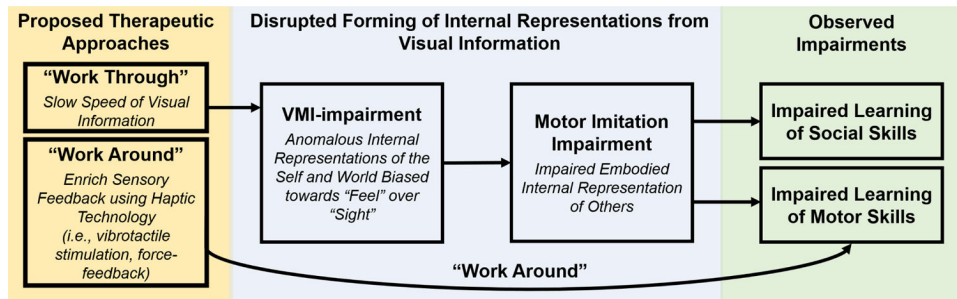 Proposed Therapeutic
Approaches
“Work Through”
Slow Speed of Visual
Information
“Work Around”
Enrich Sensory
Feedback using Haptic
Technology
(i.e., vibrotactile
stimulation, force-
feedback)
Disrupted Forming of Internal Representations from
Visual Information
VMI-impairment
Anomalous Internal
Representations of the
Self and World Biased
towards “Feel” over
“Sight”
Motor Imitation
Impairment
Impaired Embodied
Internal Representation
of Others
“Work Around”
Observed
Impairments
Impaired Learning
of Social Skills
Impaired Learning
of Motor Skills